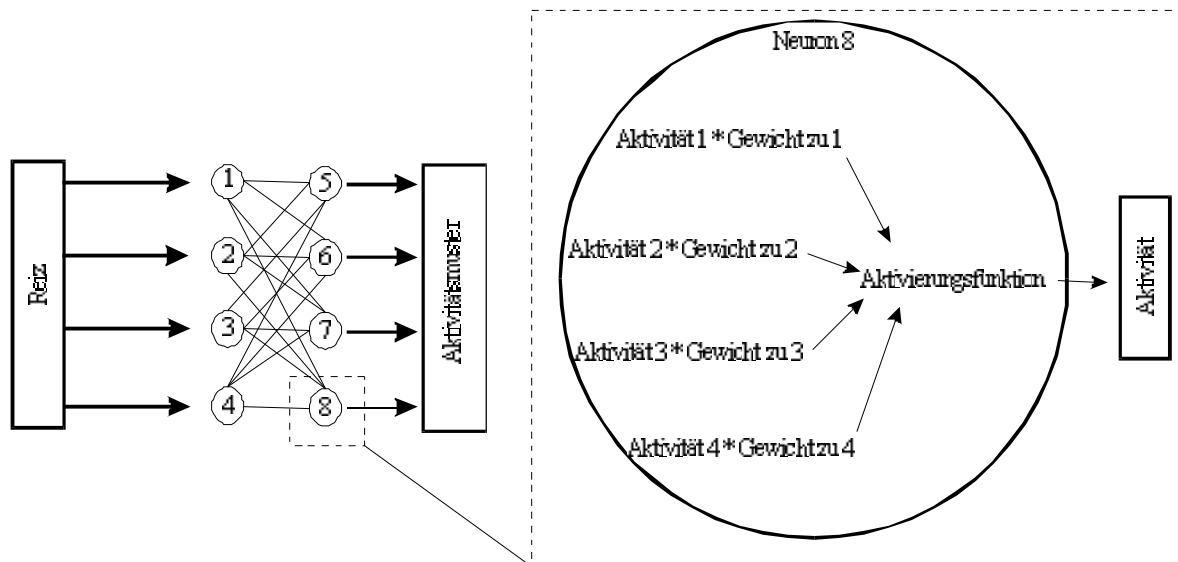 Reiz
1
2
3
4
5
6
7
8
Aktivitätsmuster
Neuron 8
Aktivität 1 * Gewicht zu 1
Aktivität 2 * Gewicht zu 2
Aktivität 3 * Gewicht zu 3
Aktivität 4 * Gewicht zu 4
Aktivierungsfunktion
Aktivität